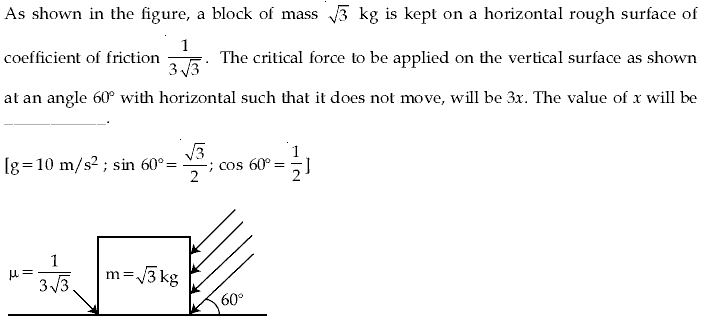 As shown in the figure, a block of mass √3 kg is kept on a horizontal rough surface of
coefficient of friction 1/(3√3). The critical force to be applied on the vertical surface as shown
at an angle 60° with horizontal such that it does not move, will be 3x. The value of x will be
__________.
[g=10 m/s² ; sin 60°=√3/2; cos 60°=1/2]
μ=1/(3√3)
m=√3 kg
60°